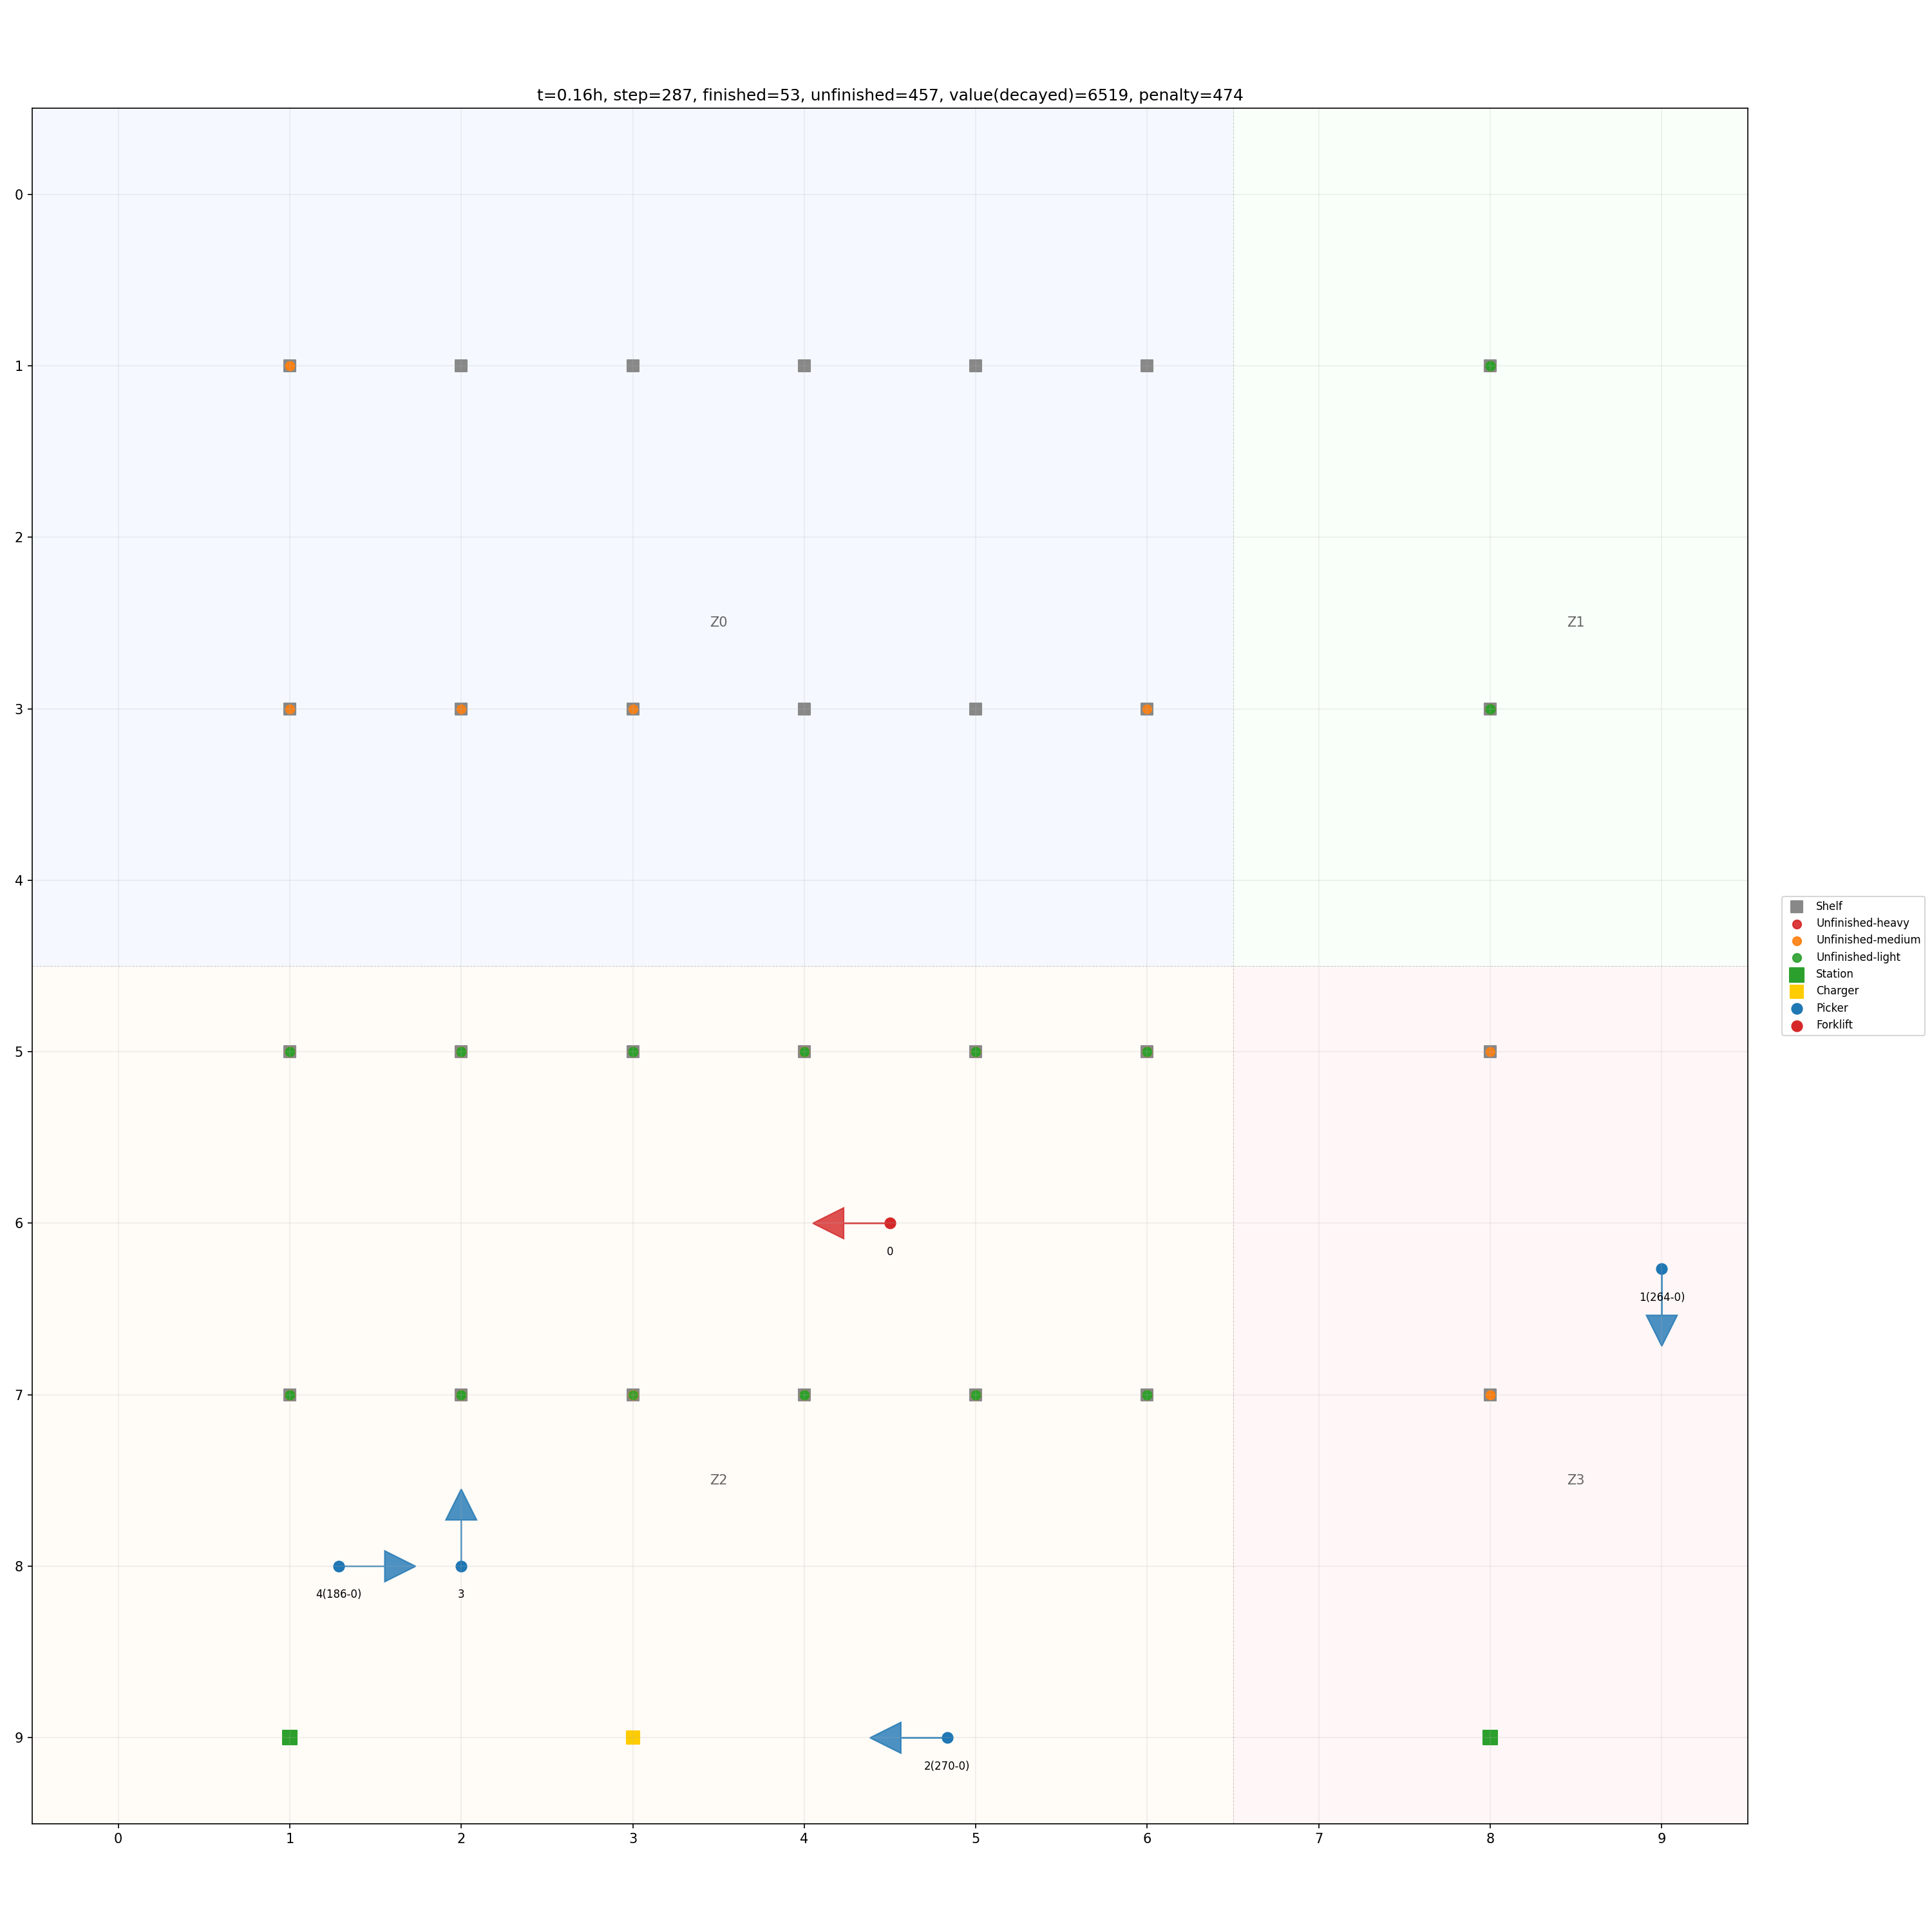 t=0.16h, step=287, finished=53, unfinished=457, value(decayed)=6519, penalty=474
0
1
2
Z0
Z1
3
4
Shelf
Unfinished-heavy
Unfinished-medium
Unfinished-light
Station
Charger
Picker
Forklift
5
6
0
1(264-0)
7
Z2
Z3
8
4(186-0)
3
9
2(270-0)
0 1 2 3 4 5 6 7 8 9